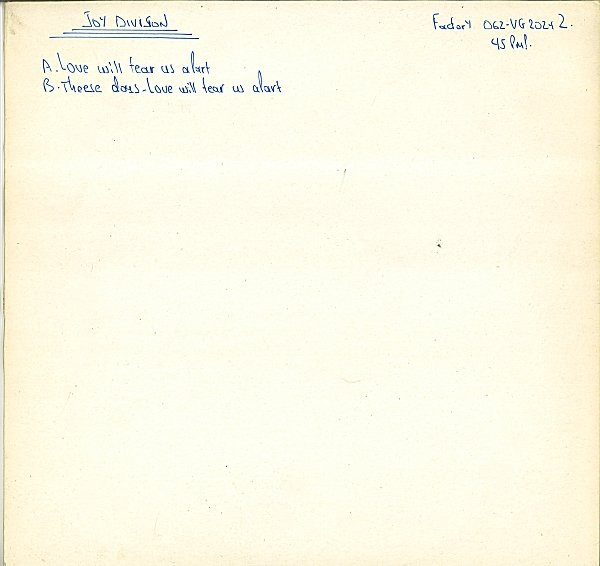 JOY DIVISON
Factory 062-VG 2024 2.
45 PM.
A. Love will tear us alart
B. Theese days - Love will tear us alart